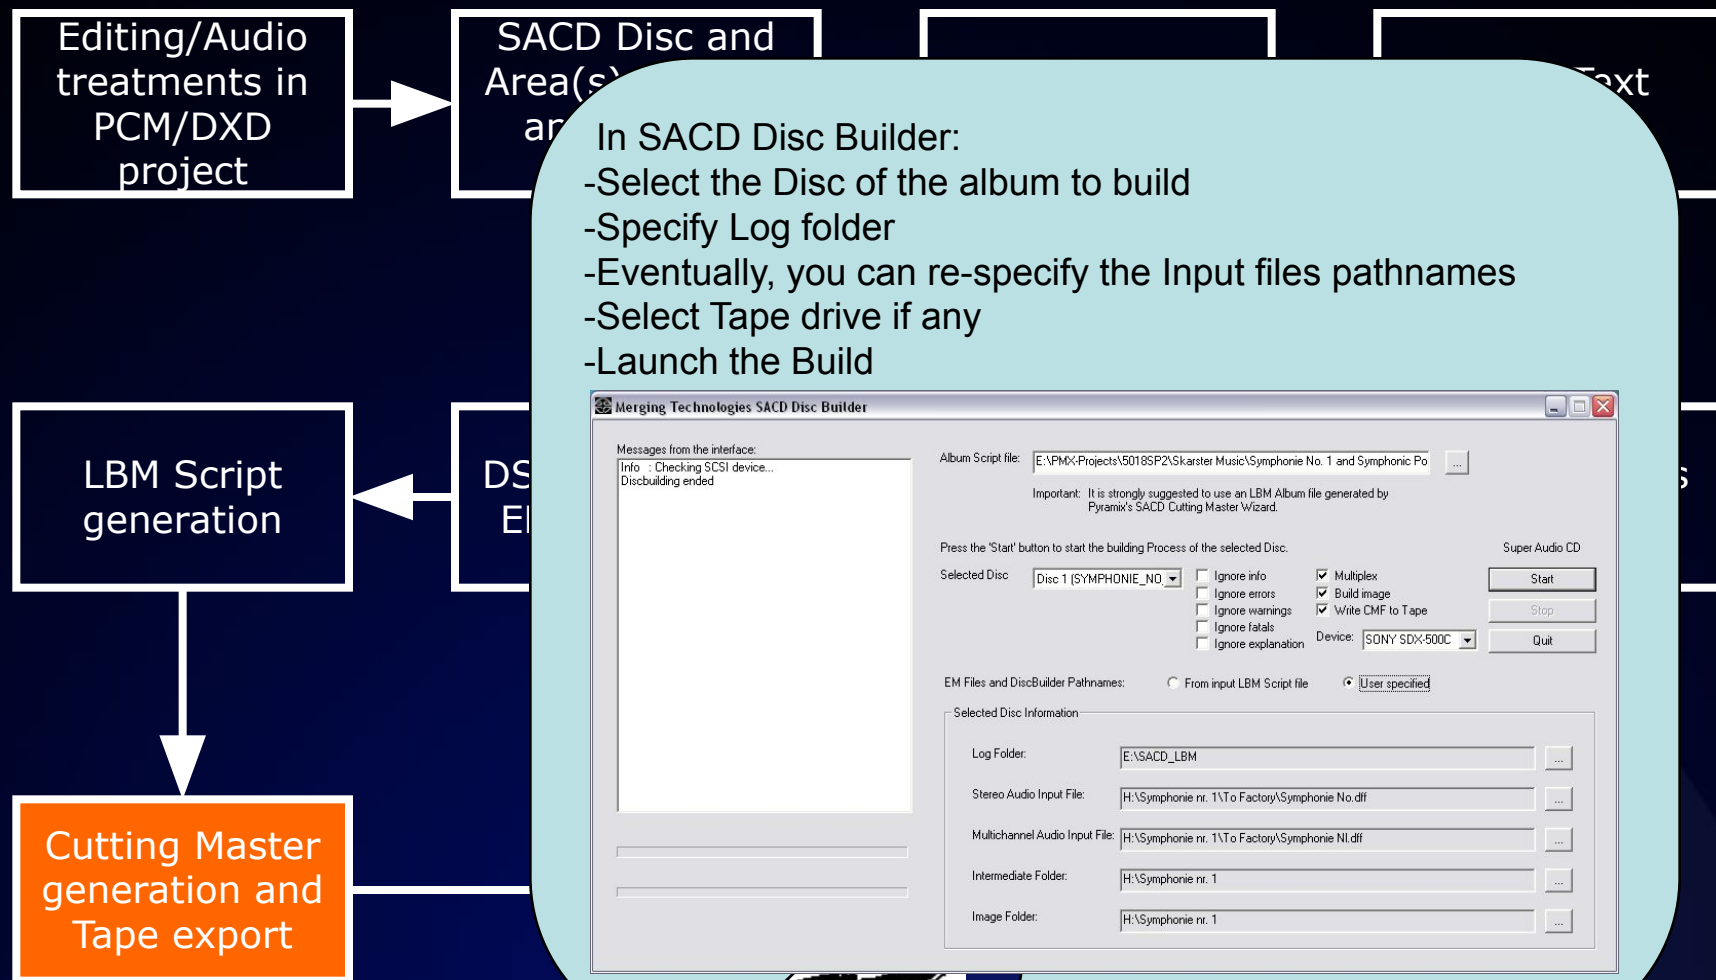 Editing/Audio
treatments in
PCM/DXD
project
SACD Disc and
Area(s)
In SACD Disc Builder:
-Select the Disc of the album to build
-Specify Log folder
-Eventually, you can re-specify the Input files pathnames
-Select Tape drive if any
-Launch the Build
LBM Script
generation
Cutting Master
generation and
Tape export
Merging Technologies SACD Disc Builder
Messages from the interface:
Info : Checking SCSI device...
Discbuilding ended
Album Script file: E:\PMX-Projects\5018SP2\Skarster Music\Symphonie No. 1 and Symphonic Po ...
Important: It is strongly suggested to use an LBM Album file generated by
Pyramix's SACD Cutting Master Wizard.
Press the 'Start' button to start the building Process of the selected Disc.
Super Audio CD
Selected Disc Disc 1 (SYMPHONIE_NO_
Ignore info
Ignore errors
Ignore warnings
Ignore fatals
Ignore explanation
Multiplex
Build image
Write CMF to Tape
Device: SONY SDX-500C
Start
Stop
Quit
EM Files and DiscBuilder Pathnames: From input LBM Script file User specified
Selected Disc Information
Log Folder: E:\SACD_LBM ...
Stereo Audio Input File: H:\Symphonie nr. 1\To Factory\Symphonie No.dff ...
Multichannel Audio Input File: H:\Symphonie nr. 1\To Factory\Symphonie NI.dff ...
Intermediate Folder: H:\Symphonie nr. 1 ...
Image Folder: H:\Symphonie nr. 1 ...